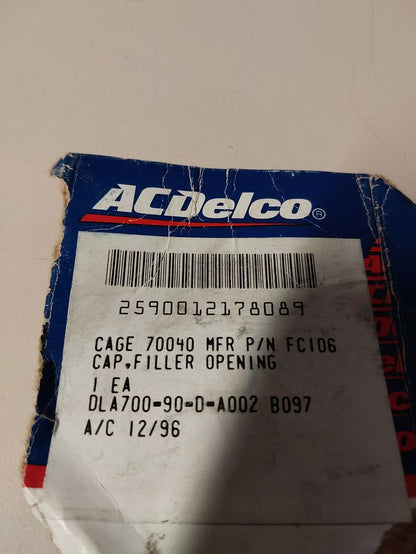 ACDelco®
2590012178089
CAGE 70040 MFR P/N FC106
CAP,FILLER OPENING
1 EA
DLA700-90-D-A002 B097
A/C 12/96